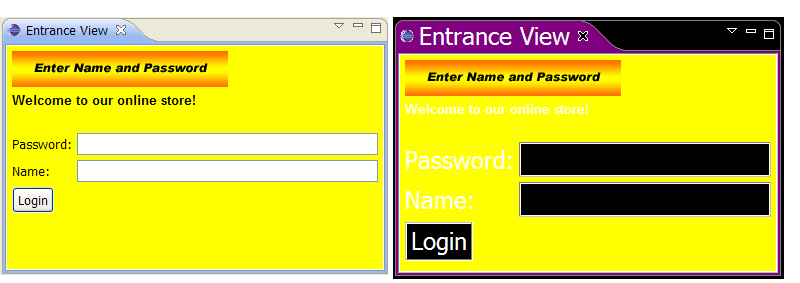 Entrance View
Enter Name and Password
Welcome to our online store!
Password:
Name:
Login
Entrance View
Enter Name and Password
Welcome to our online store!
Password:
Name:
Login